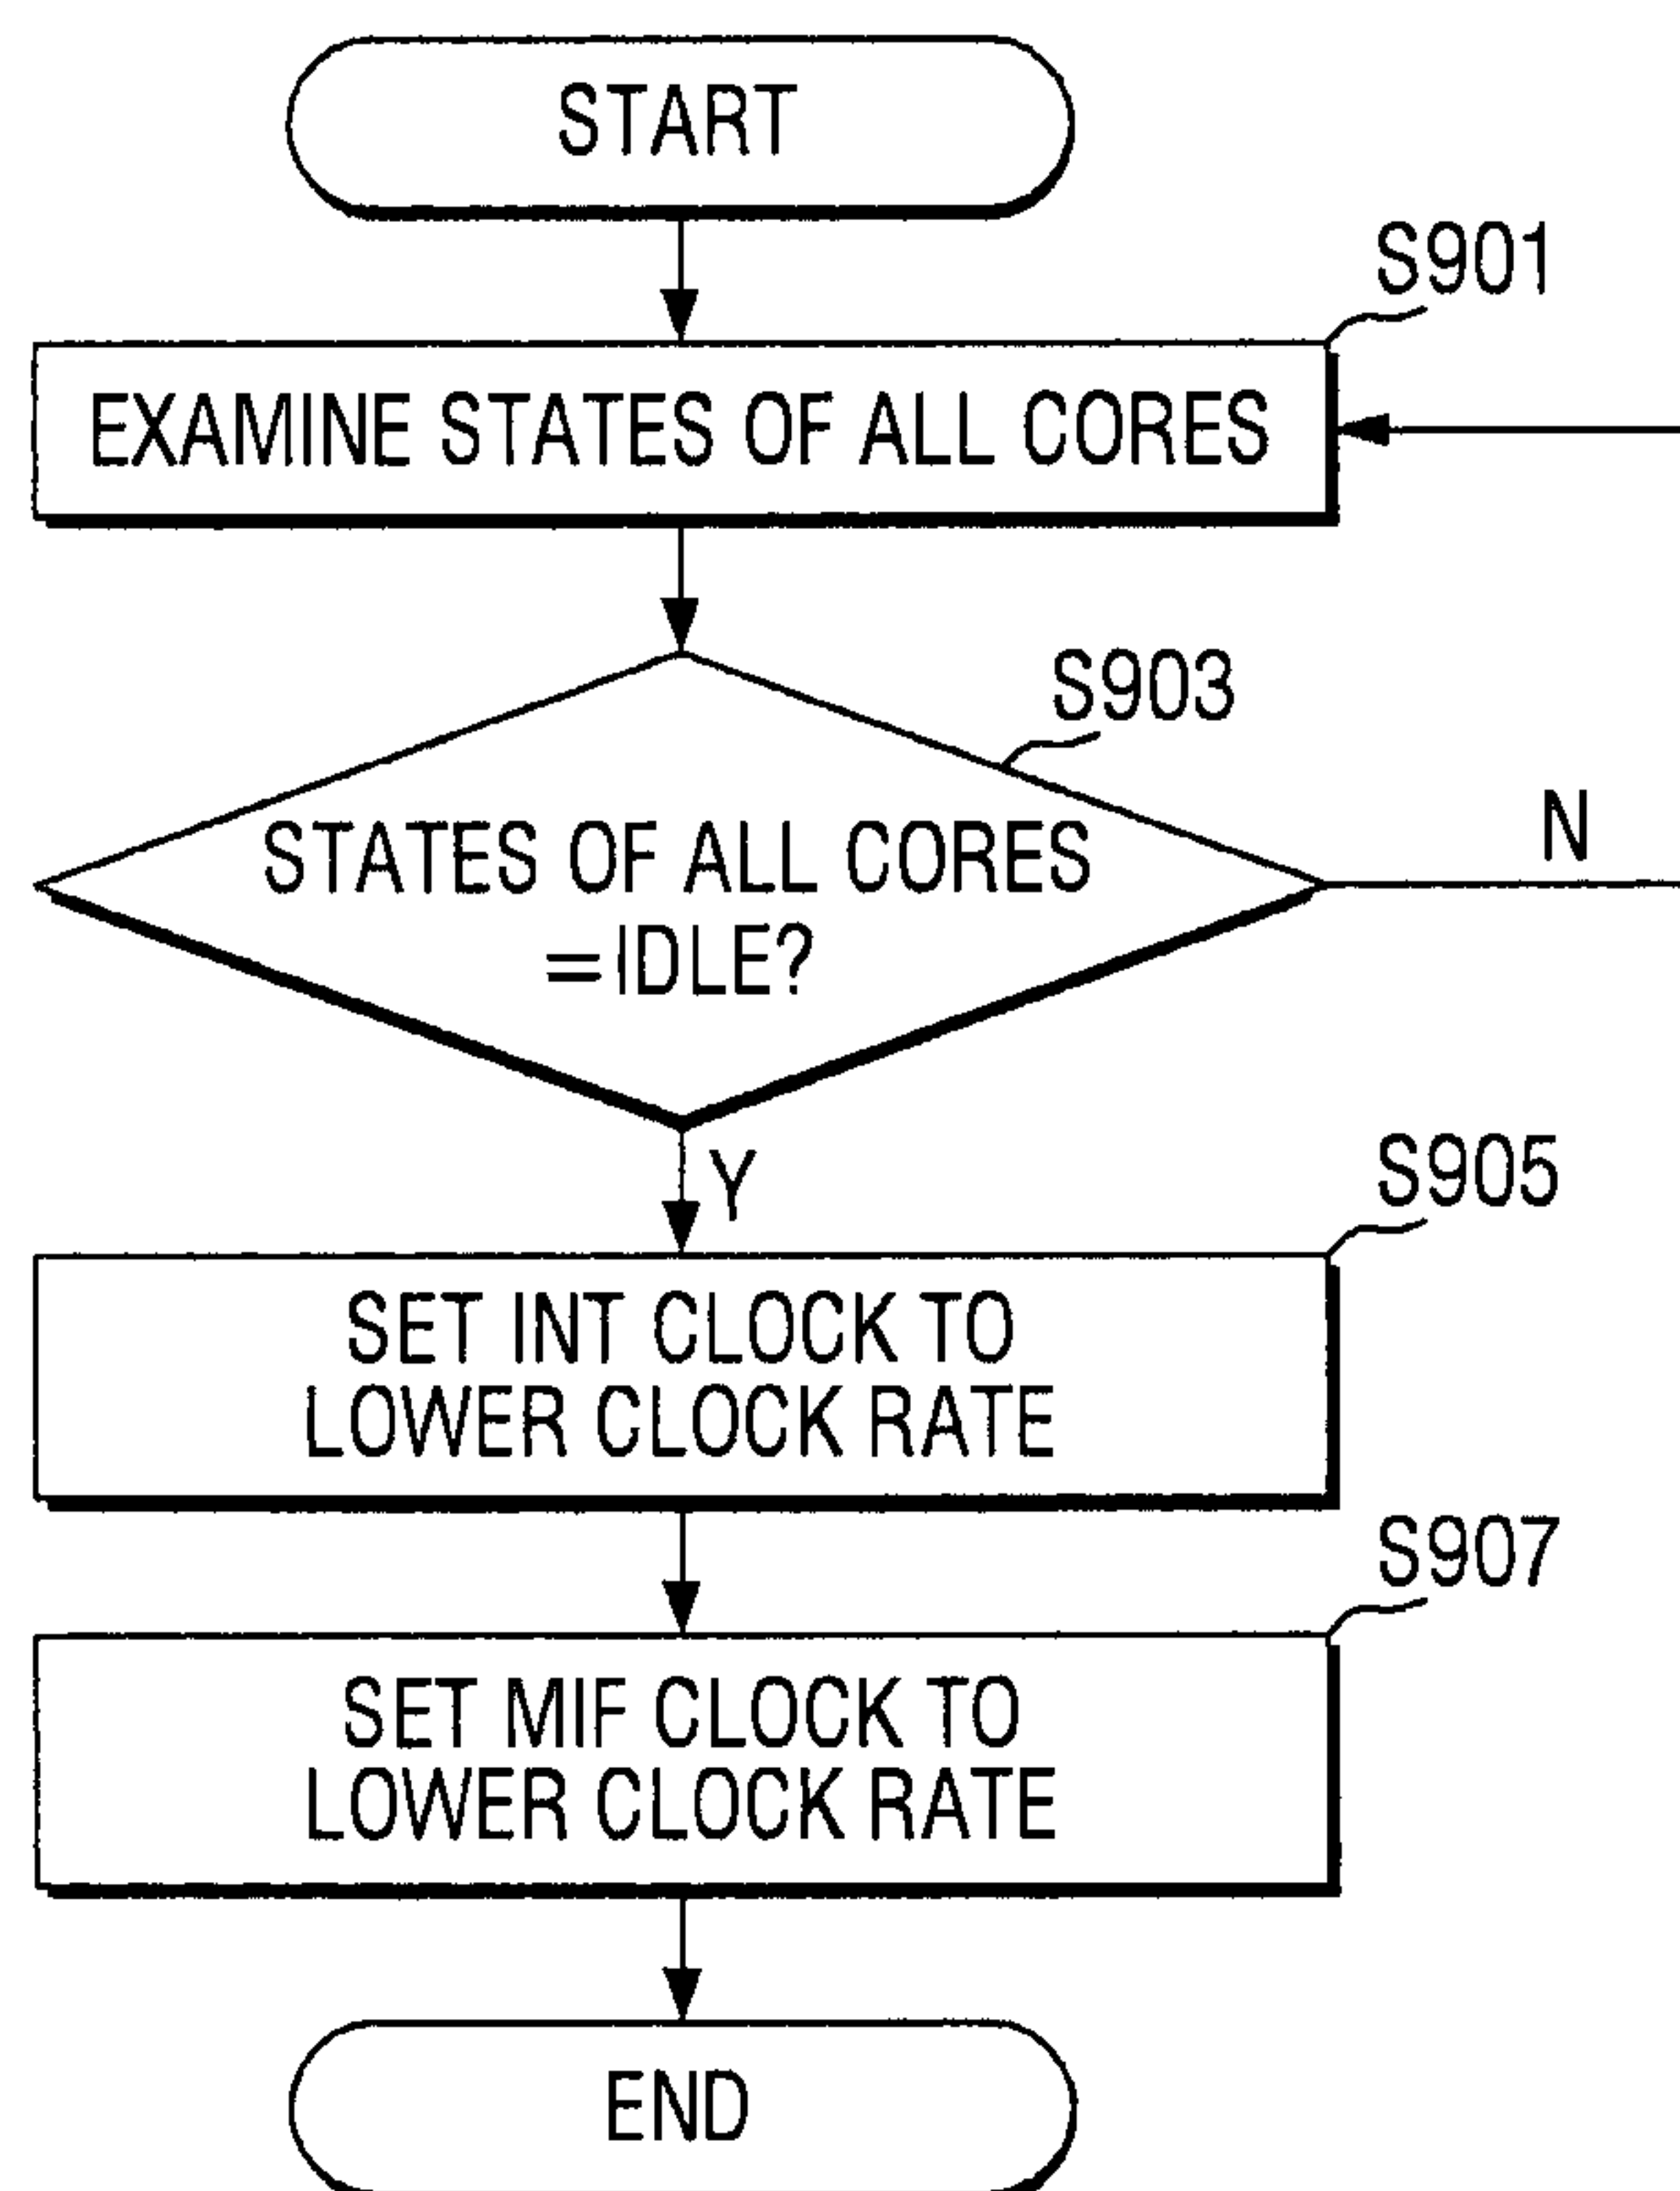 START
S901
EXAMINE STATES OF ALL CORES
S903
N
STATES OF ALL CORES
=IDLE?
Y
S905
SET INT CLOCK TO
LOWER CLOCK RATE
S907
SET MIF CLOCK TO
LOWER CLOCK RATE
END